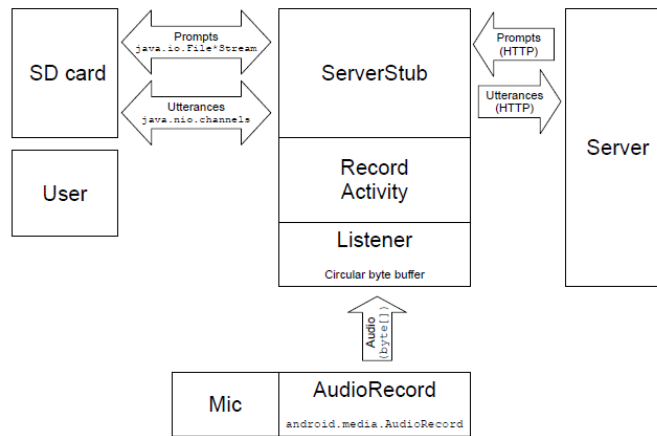 SD card
Prompts
java.io.File*Stream
Utterances
java.nio.channels
ServerStub
Prompts
(HTTP)
Utterances
(HTTP)
Server
User
Record
Activity
Listener
Circular byte buffer
Audio
(byte[])
Mic
AudioRecord
android.media.AudioRecord